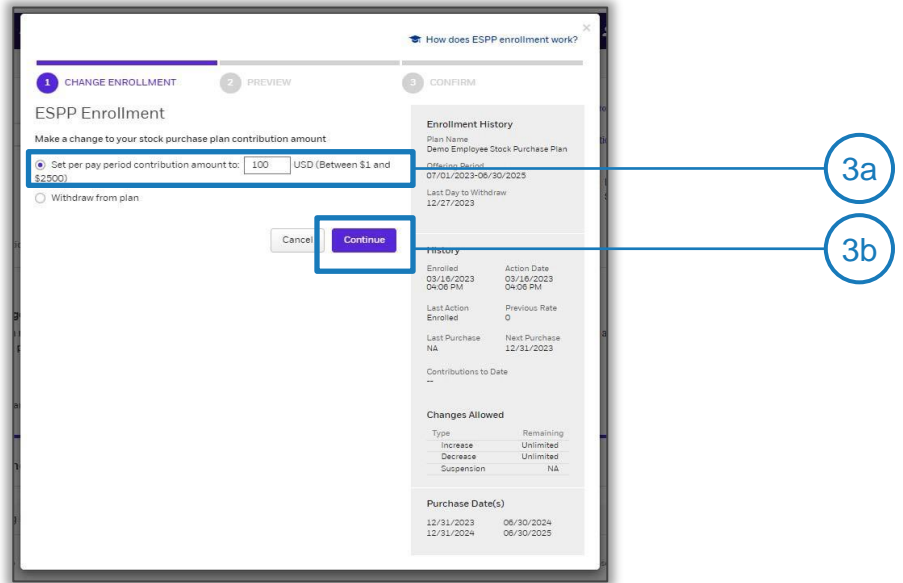 How does ESPP enrollment work?
×
1 CHANGE ENROLLMENT
2 PREVIEW
3 CONFIRM
ESPP Enrollment
Make a change to your stock purchase plan contribution amount
Set per pay period contribution amount to: 100 USD (Between $1 and
$2500)
Withdraw from plan
Cancel Continue
Enrollment History
Plan Name
Demo Employee Stock Purchase Plan
Offering Period
07/01/2023-06/30/2025
Last Day to Withdraw
12/27/2023
History
Enrolled Action Date
03/16/2023 03/16/2023
04:06 PM 04:06 PM
Last Action Previous Rate
Enrolled 0
Last Purchase Next Purchase
NA 12/31/2023
Contributions to Date
--
Changes Allowed
Type Remaining
Increase Unlimited
Decrease Unlimited
Suspension NA
Purchase Date(s)
12/31/2023 06/30/2024
12/31/2024 06/30/2025
3a
3b